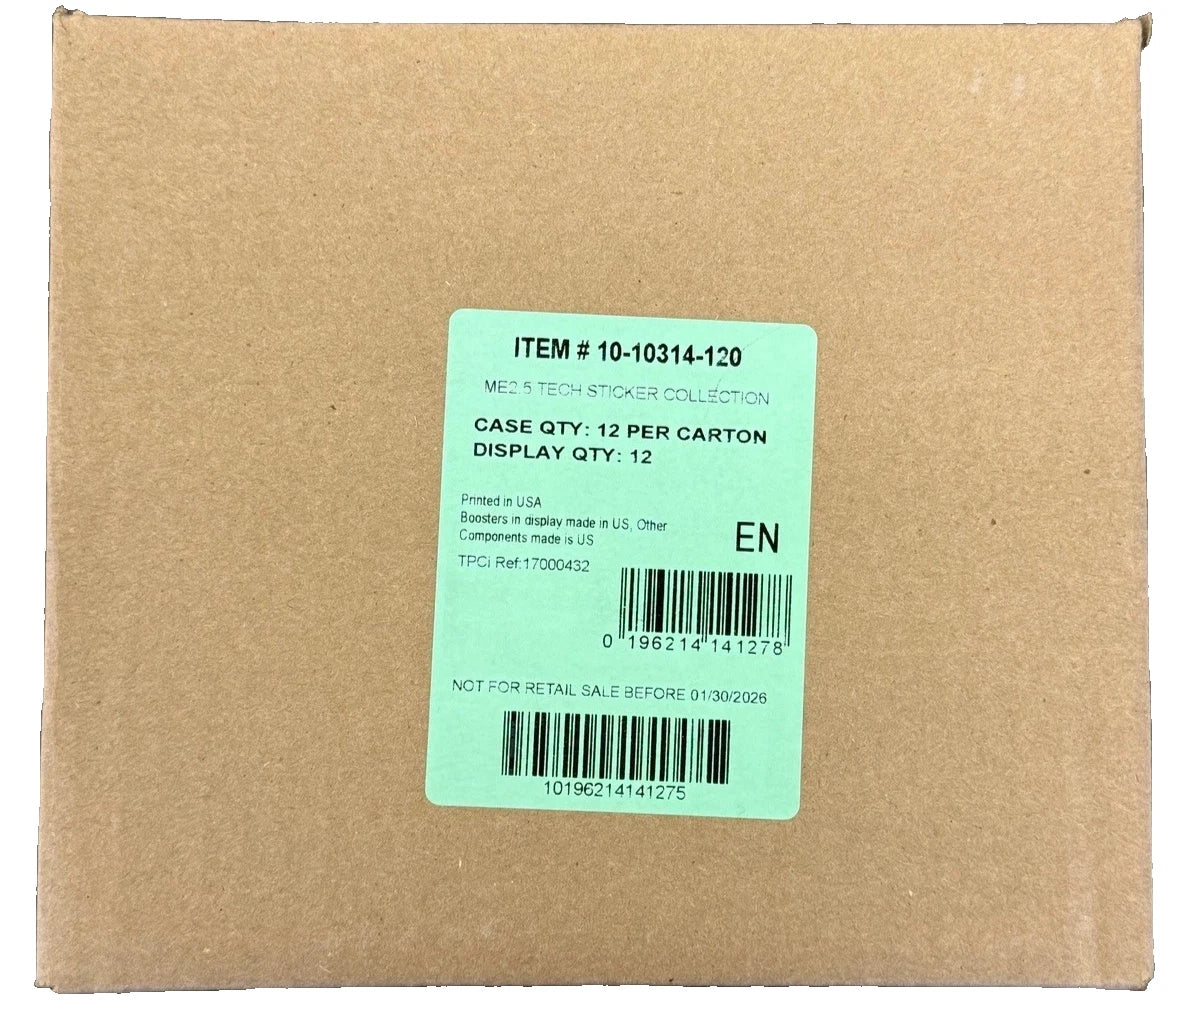 ITEM # 10-10314-120
ME2.5 TECH STICKER COLLECTION
CASE QTY: 12 PER CARTON
DISPLAY QTY: 12
Printed in USA
Boosters in display made in US, Other
Components made is US
EN
TPCi Ref:17000432
0 196214 141278
NOT FOR RETAIL SALE BEFORE 01/30/2026
10196214141275